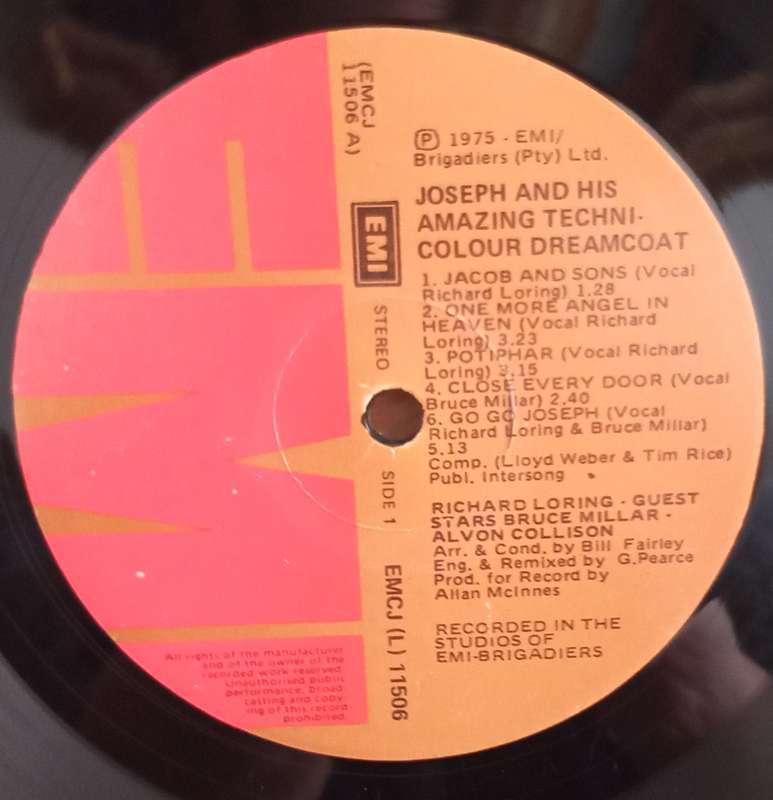 (EMCJ
11506 A)
Ⓟ 1975 - EMI/
Brigadiers (Pty) Ltd.
JOSEPH AND HIS
AMAZING TECHNI-
COLOUR DREAMCOAT
EMI
STEREO
1. JACOB AND SONS (Vocal
Richard Loring) 1.28
2. ONE MORE ANGEL IN
HEAVEN (Vocal Richard
Loring) 3.23
3. POTIPHAR (Vocal Richard
Loring) 3.15
4. CLOSE EVERY DOOR (Vocal
Bruce Millar) 2.40
6. GO GO JOSEPH (Vocal
Richard Loring & Bruce Millar)
5.13
Comp. (Lloyd Weber & Tim Rice)
Publ. Intersong
SIDE 1
EMCJ (L) 11506
RICHARD LORING - GUEST
STARS BRUCE MILLAR -
ALVON COLLISON
Arr. & Cond. by Bill Fairley
Eng. & Remixed by G.Pearce
Prod. for Record by
Allan McInnes
RECORDED IN THE
STUDIOS OF
EMI-BRIGADIERS
All rights of the manufacturer
and of the owner of the
recorded work reserved.
Unauthorised public
performance, broad-
casting and copy-
ing of this record
prohibited.